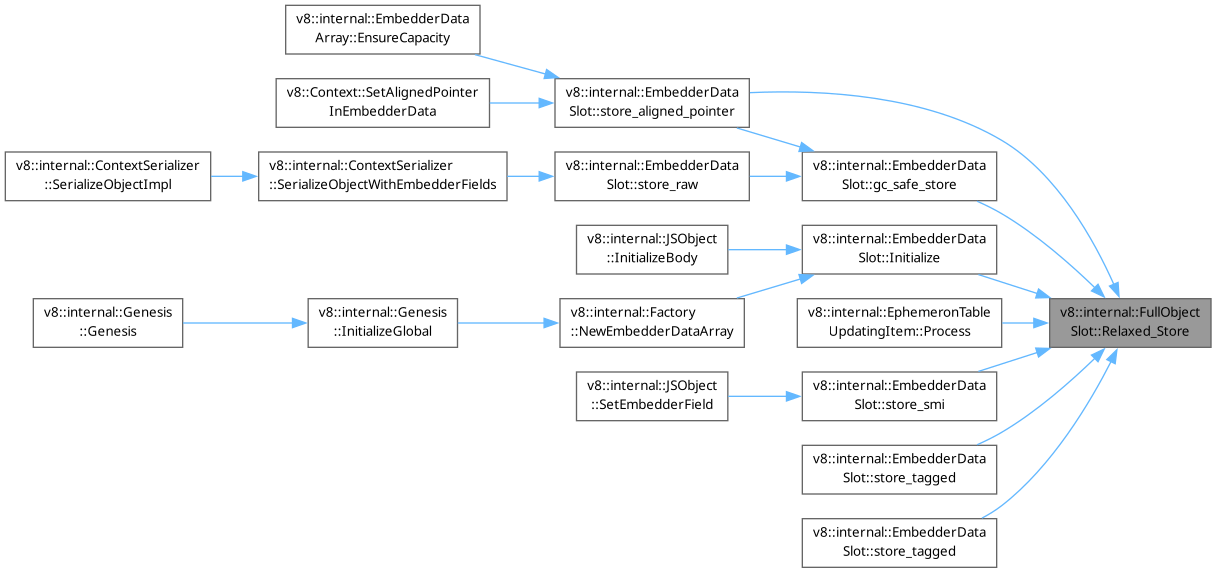 v8::internal::EmbedderData
Array::EnsureCapacity
v8::Context::SetAlignedPointer
InEmbedderData
v8::internal::EmbedderData
Slot::store_aligned_pointer
v8::internal::ContextSerializer
::SerializeObjectImpl
v8::internal::ContextSerializer
::SerializeObjectWithEmbedderFields
v8::internal::EmbedderData
Slot::store_raw
v8::internal::EmbedderData
Slot::gc_safe_store
v8::internal::JSObject
::InitializeBody
v8::internal::EmbedderData
Slot::Initialize
v8::internal::Genesis
::Genesis
v8::internal::Genesis
::InitializeGlobal
v8::internal::Factory
::NewEmbedderDataArray
v8::internal::EphemeronTable
UpdatingItem::Process
v8::internal::FullObject
Slot::Relaxed_Store
v8::internal::JSObject
::SetEmbedderField
v8::internal::EmbedderData
Slot::store_smi
v8::internal::EmbedderData
Slot::store_tagged
v8::internal::EmbedderData
Slot::store_tagged